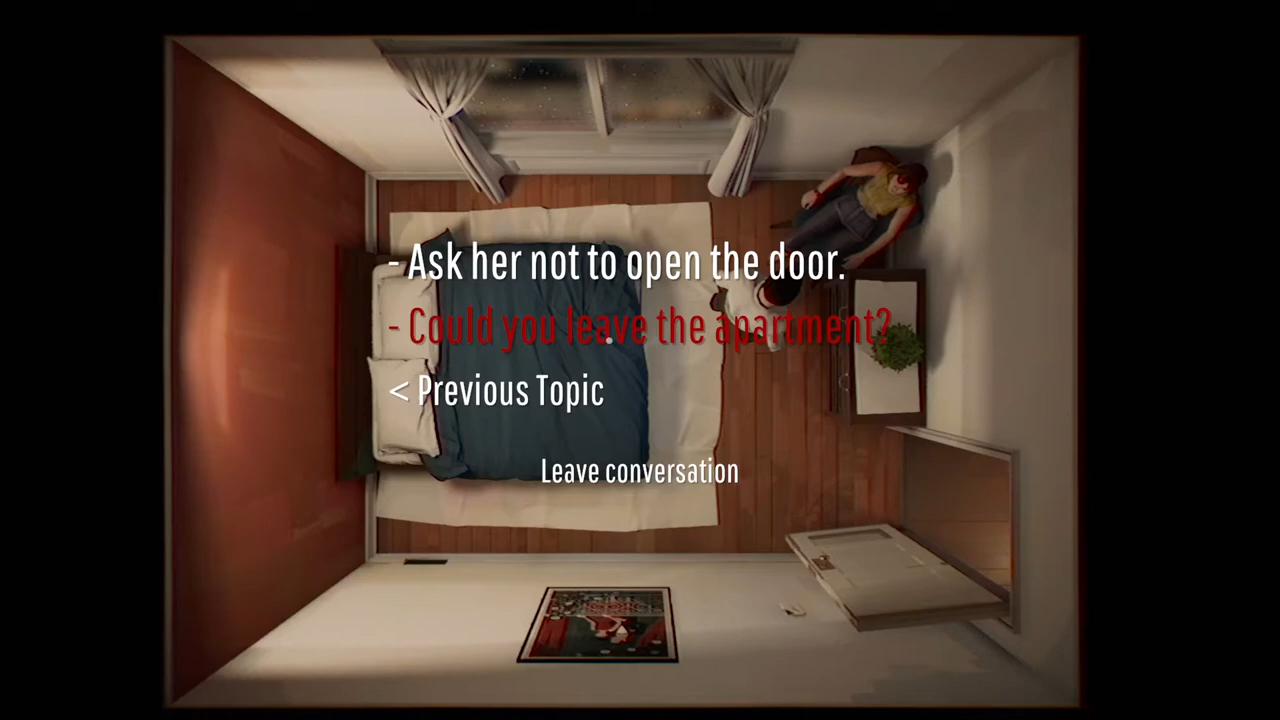 - Ask her not to open the door.
- Could you leave the apartment?
< Previous Topic
Leave conversation